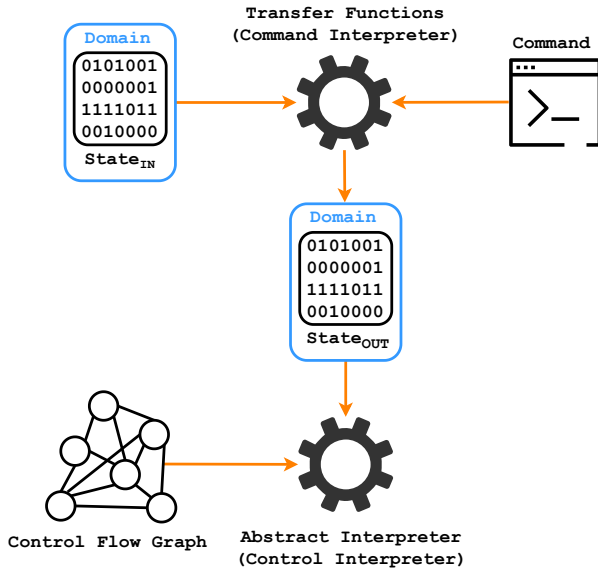 Transfer Functions
(Command Interpreter)
Domain
0101001
0000001
1111011
0010000
StateIN
Command
>_
Domain
0101001
0000001
1111011
0010000
StateOUT
Control Flow Graph
Abstract Interpreter
(Control Interpreter)